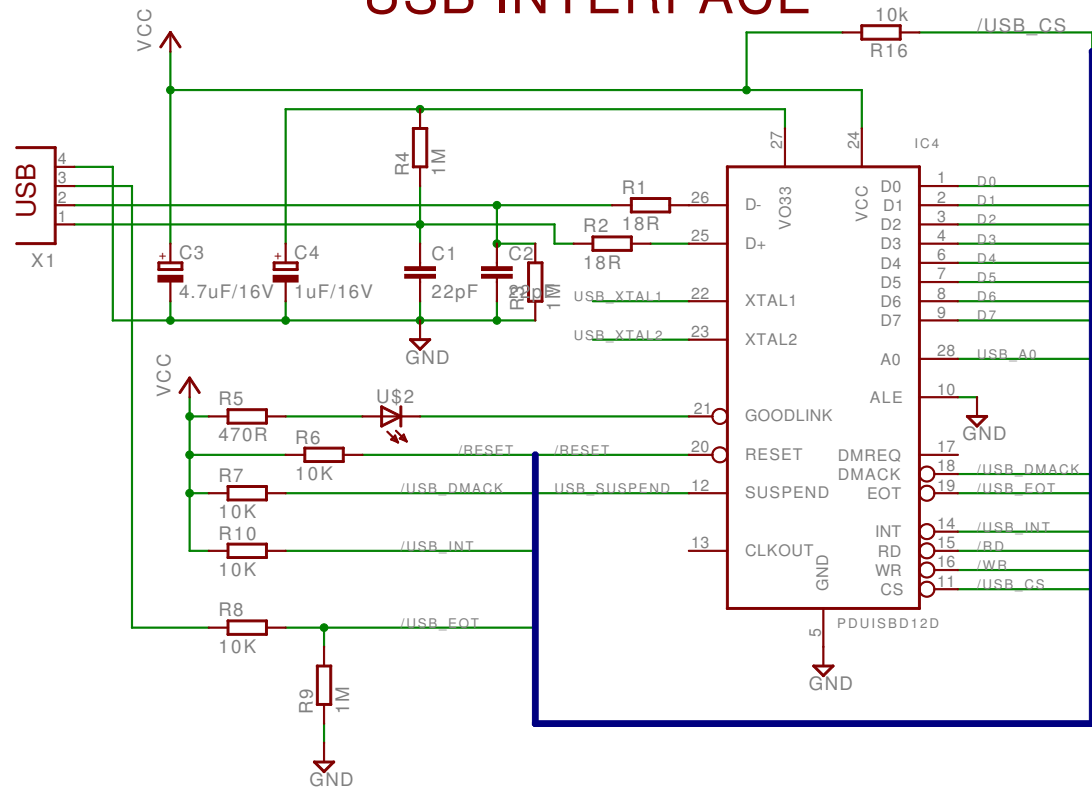 USB INTERFACE
VCC
10k
/USB_CS
R16
27
24
IC4
4
3
2
1
USB
X1
R4
1M
R1
18R
26
R2
18R
25
C3
4.7uF/16V
C4
1uF/16V
C1
22pF
C2
22pF
R3
1M
GND
USB_XTAL1
22
USB_XTAL2
23
D-
D+
VO33
VCC
XTAL1
XTAL2
GOODLINK
RESET
SUSPEND
CLKOUT
GND
D0
D1
D2
D3
D4
D5
D6
D7
A0
ALE
DMREQ
DMACK
EOT
INT
RD
WR
CS
1 D0
2 D1
3 D2
4 D3
6 D4
7 D5
8 D6
9 D7
28 USB_A0
10
GND
17
18 /USB_DMACK
19 /USB_EOT
14 /USB_INT
15 /RD
16 /WR
11 /USB_CS
PDUISBD12D
5
GND
VCC
R5
470R
U$2
21
R6
10K
/RESET
/RESET
20
R7
10K
/USB_DMACK
USB_SUSPEND
12
R10
10K
/USB_INT
13
R8
10K
/USB_EOT
R9
1M
GND